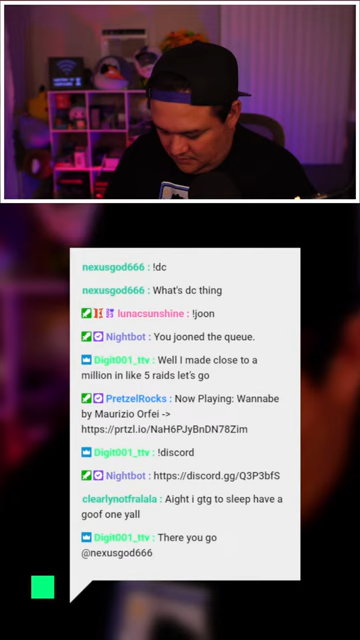 nexusgod666 : !dc
nexusgod666 : What's dc thing
lunacsunshine : !joon
Nightbot : You jooned the queue.
Digit001_ttv : Well I made close to a
million in like 5 raids let's go
PretzelRocks : Now Playing: Wannabe
by Maurizio Orfei ->
https://prtzl.io/NaH6PJyBnDN78Zim
Digit001_ttv : !discord
Nightbot : https://discord.gg/Q3P3bfS
clearlynotfralala : Aight i gtg to sleep have a
goof one yall
Digit001_ttv : There you go
@nexusgod666